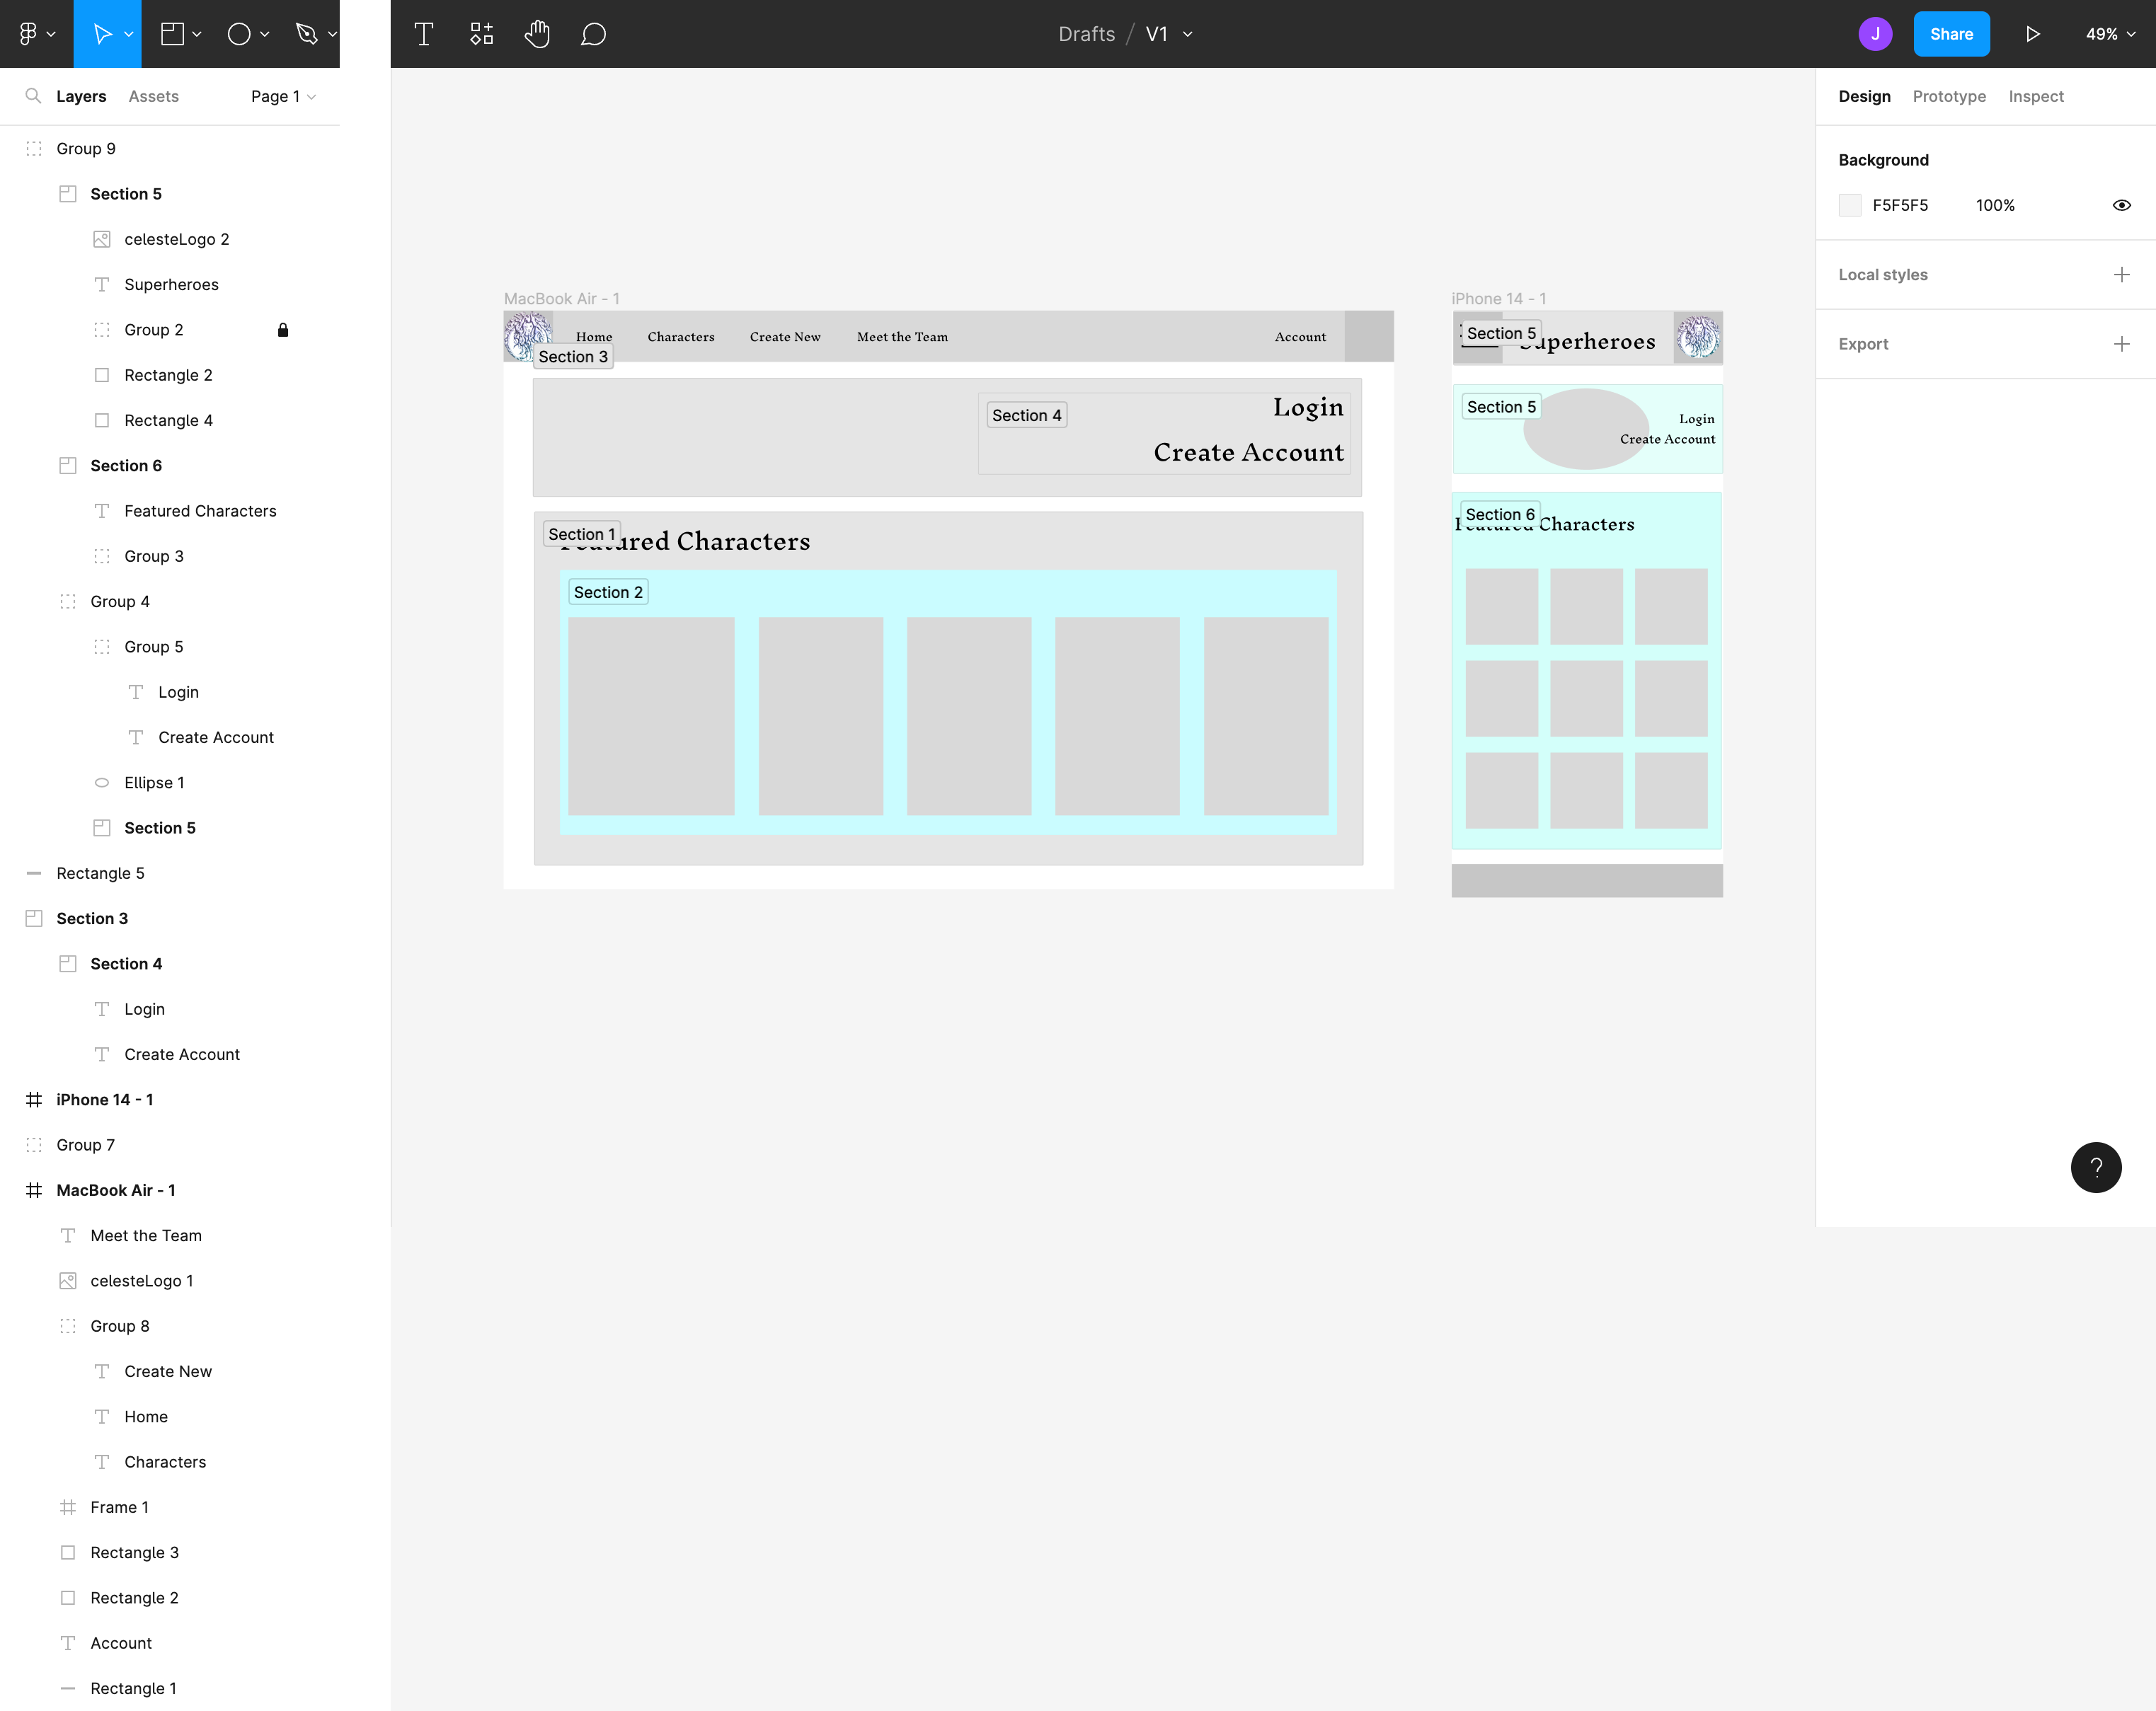 Drafts / V1
J
Share
49%
Layers
Assets
Page 1
Group 9
Section 5
celesteLogo 2
Superheroes
Group 2
Rectangle 2
Rectangle 4
Section 6
Featured Characters
Group 3
Group 4
Group 5
Login
Create Account
Ellipse 1
Section 5
Rectangle 5
Section 3
Section 4
Login
Create Account
iPhone 14 - 1
Group 7
MacBook Air - 1
Meet the Team
celesteLogo 1
Group 8
Create New
Home
Characters
Frame 1
Rectangle 3
Rectangle 2
Account
Rectangle 1
MacBook Air - 1
Home
Characters
Create New
Meet the Team
Account
Section 3
Section 4
Login
Create Account
Section 1
Featured Characters
Section 2
iPhone 14 - 1
Section 5
Superheroes
Section 5
Login
Create Account
Section 6
Featured Characters
Design
Prototype
Inspect
Background
F5F5F5
100%
Local styles
Export
?